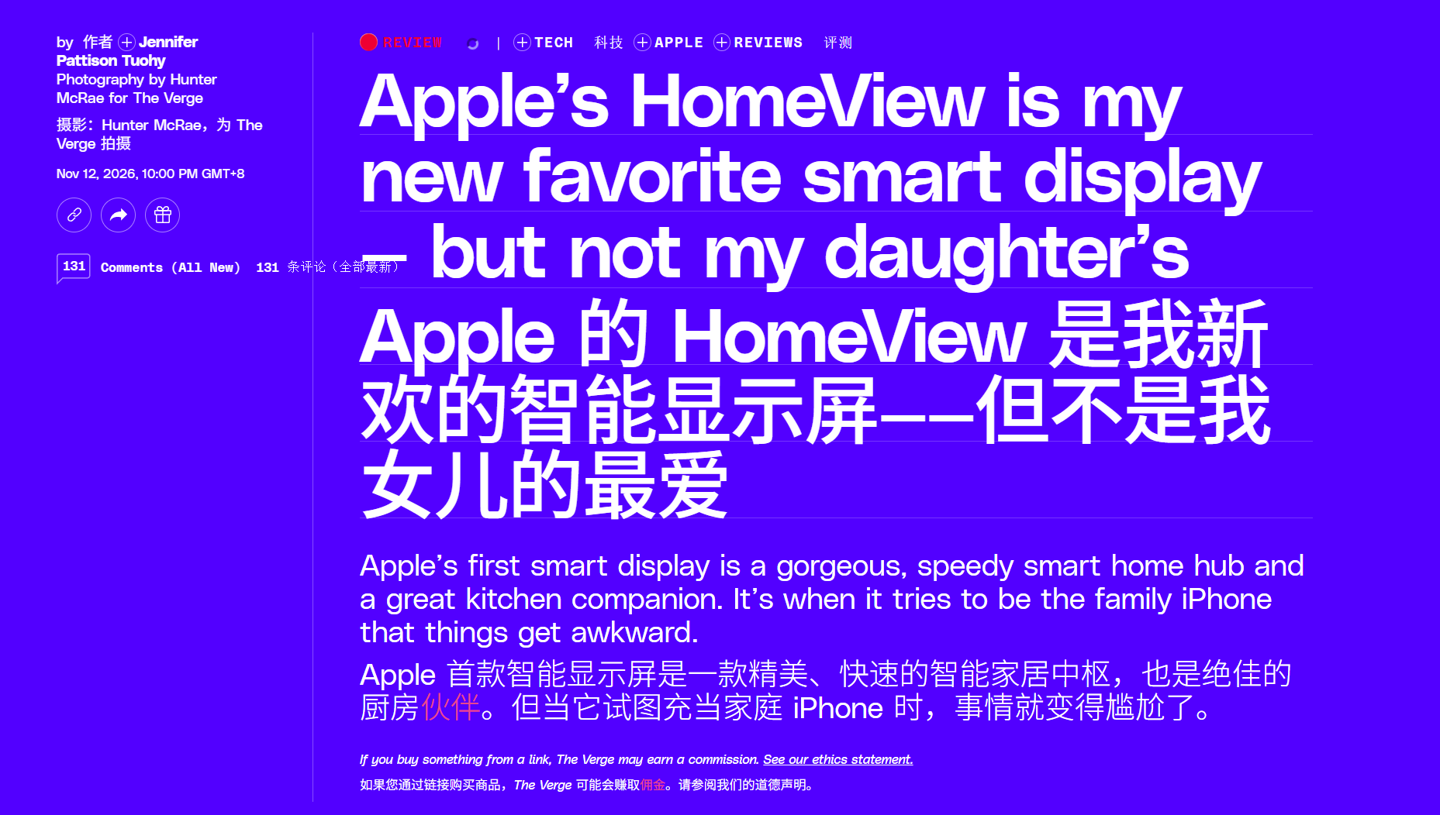 by 作者 Jennifer
Pattison Tuohy
Photography by Hunter
McRae for The Verge
摄影：Hunter McRae，为 The
Verge 拍摄
Nov 12, 2026, 10:00 PM GMT+8
131 Comments (All New) 131 条评论（全部最新）
REVIEW | TECH 科技 APPLE REVIEWS 评测
Apple’s HomeView is my
new favorite smart display
— but not my daughter’s
Apple 的 HomeView 是我新
欢的智能显示屏——但不是我
女儿的最爱
Apple’s first smart display is a gorgeous, speedy smart home hub and
a great kitchen companion. It’s when it tries to be the family iPhone
that things get awkward.
Apple 首款智能显示屏是一款精美、快速的智能家居中枢，也是绝佳的
厨房伙伴。但当它试图充当家庭 iPhone 时，事情就变得尴尬了。
If you buy something from a link, The Verge may earn a commission. See our ethics statement.
如果您通过链接购买商品，The Verge 可能会赚取佣金。请参阅我们的道德声明。